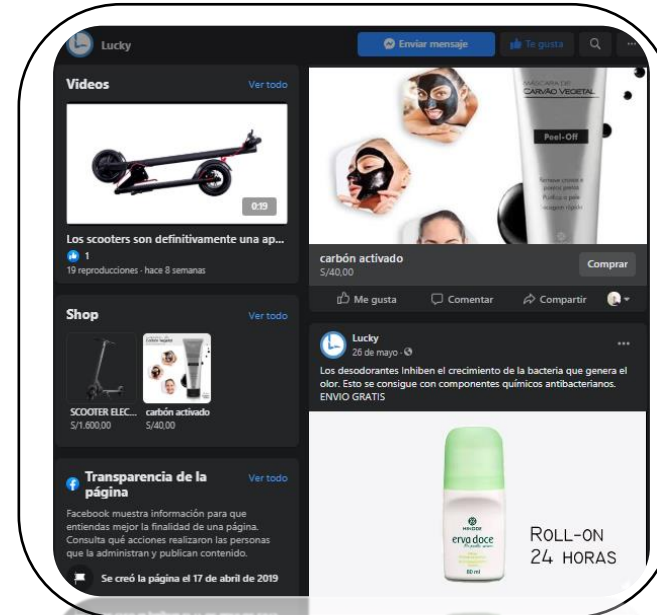 Lucky
Enviar mensaje
Te gusta
Videos
Ver todo
0:19
Los scooters son definitivamente una ap...
1
19 reproducciones · hace 8 semanas
Shop
Ver todo
SCOOTER ELEC...
S/1.600,00
carbón activado
S/40,00
Transparencia de la
página
Ver todo
Facebook muestra información para que
entiendas mejor la finalidad de una página.
Consulta qué acciones realizaron las personas
que la administran y publican contenido.
Se creó la página el 17 de abril de 2019
MÁSCARA DE
CARVÃO VEGETAL
Peel-Off
carbón activado
S/40,00
Comprar
Me gusta
Comentar
Compartir
Lucky
26 de mayo ·
Los desodorantes Inhiben el crecimiento de la bacteria que genera el
olor. Esto se consigue con componentes químicos antibacterianos.
ENVIO GRATIS
HINODE
erva doce
80 ml
ROLL-ON
24 HORAS